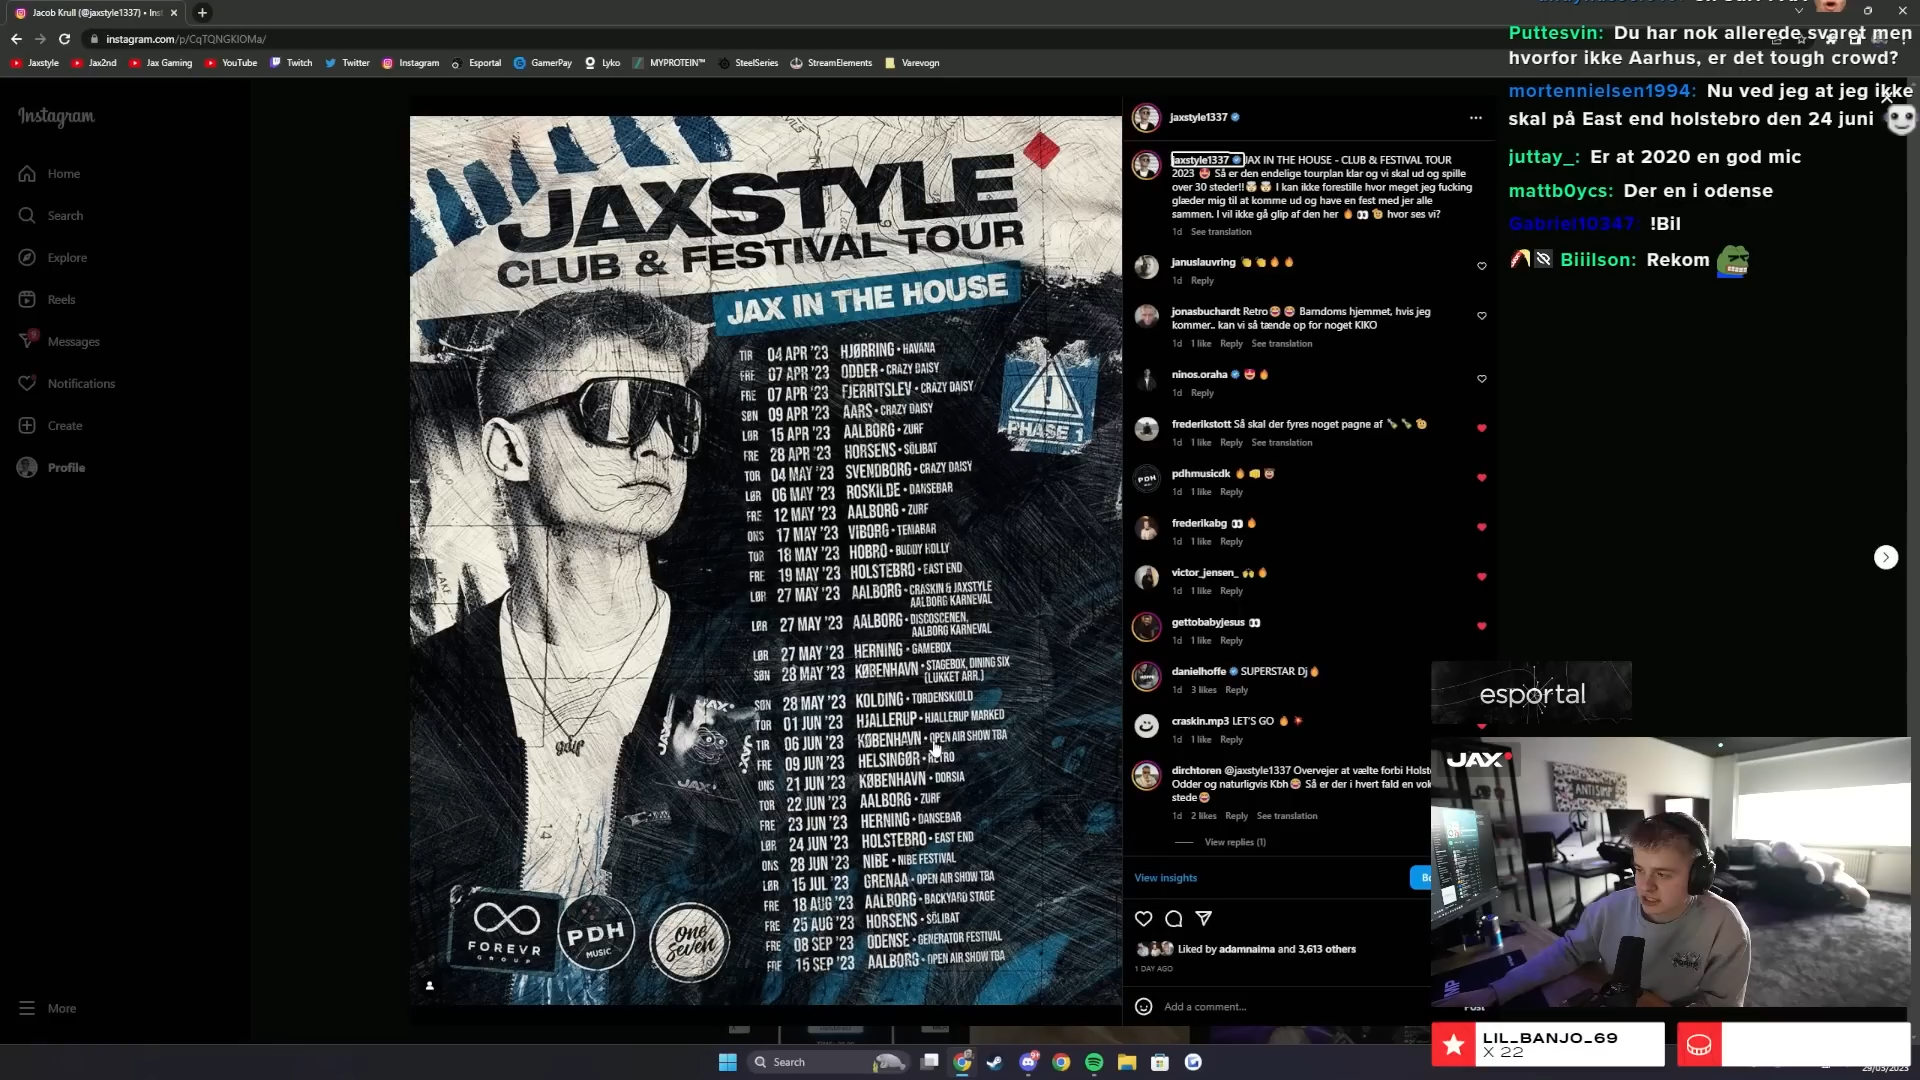 Jacob Krull (@jaxstyle1337) • Inst
instagram.com/p/CqTQNGKIOMa/
Jaxstyle
Jax2nd
Jax Gaming
YouTube
Twitch
Twitter
Instagram
Esportal
GamerPay
Lyko
MYPROTEIN™
SteelSeries
StreamElements
Varevogn
Instagram
Home
Search
Explore
Reels
Messages
Notifications
Create
Profile
More
JAXSTYLE
CLUB & FESTIVAL TOUR
JAX IN THE HOUSE
PHASE 1
TIR 04 APR '23 HJØRRING • HAVANA
FRE 07 APR '23 ODDER • CRAZY DAISY
FRE 07 APR '23 FJERRITSLEV • CRAZY DAISY
SØN 09 APR '23 AARS • CRAZY DAISY
LØR 15 APR '23 AALBORG • ZURF
FRE 28 APR '23 HORSENS • SÖLIBAT
TOR 04 MAY '23 SVENDBORG • CRAZY DAISY
LØR 06 MAY '23 ROSKILDE • DANSEBAR
FRE 12 MAY '23 AALBORG • ZURF
ONS 17 MAY '23 VIBORG • TEMABAR
TOR 18 MAY '23 HOBRO • BUDDY HOLLY
FRE 19 MAY '23 HOLSTEBRO • EAST END
LØR 27 MAY '23 AALBORG • CRASKIN & JAXSTYLE
AALBORG KARNEVAL
LØR 27 MAY '23 AALBORG • DISCOSCENEN,
AALBORG KARNEVAL
LØR 27 MAY '23 HERNING • GAMEBOX
SØN 28 MAY '23 KØBENHAVN • STAGEBOX, DINING SIX
(LUKKET ARR.)
SØN 28 MAY '23 KOLDING • TORDENSKIOLD
TOR 01 JUN '23 HJALLERUP • HJALLERUP MARKED
TIR 06 JUN '23 KØBENHAVN • OPEN AIR SHOW TBA
FRE 09 JUN '23 HELSINGØR • RETRO
ONS 21 JUN '23 KØBENHAVN • DORSIA
TOR 22 JUN '23 AALBORG • ZURF
FRE 23 JUN '23 HERNING • DANSEBAR
LØR 24 JUN '23 HOLSTEBRO • EAST END
ONS 28 JUN '23 NIBE • NIBE FESTIVAL
LØR 15 JUL '23 GRENAA • OPEN AIR SHOW TBA
FRE 18 AUG '23 AALBORG • BACKYARD STAGE
FRE 25 AUG '23 HORSENS • SÖLIBAT
FRE 08 SEP '23 ODENSE • GENERATOR FESTIVAL
FRE 15 SEP '23 AALBORG • OPEN AIR SHOW TBA
FOREVR
GROUP
PDH
MUSIC
one
seven
jaxstyle1337
jaxstyle1337 JAX IN THE HOUSE - CLUB & FESTIVAL TOUR
2023 😍 Så er den endelige tourplan klar og vi skal ud og spille
over 30 steder!!🤯🤯 I kan ikke forestille hvor meget jeg fucking
glæder mig til at komme ud og have en fest med jer alle
sammen. I vil ikke gå glip af den her 🔥 👀 🫡 hvor ses vi?
1d See translation
januslauvring 👏 👏 🔥 🔥
1d Reply
jonasbuchardt Retro😂 😂 Barndoms hjemmet, hvis jeg
kommer.. kan vi så tænde op for noget KIKO
1d 1 like Reply See translation
ninos.oraha 😍 🔥
1d Reply
frederikstott Så skal der fyres noget pagne af 🍾 🍾 🫡
1d 1 like Reply See translation
pdhmusicdk 🔥
1d 1 like Reply
frederikabg 👀 🔥
1d 1 like Reply
victor_jensen_ 🙌 🔥
1d 1 like Reply
gettobabyjesus 👀
1d 1 like Reply
danielhoffe SUPERSTAR Dj🔥
1d 3 likes Reply
craskin.mp3 LET'S GO 🔥 💥
1d 1 like Reply
dirchtoren @jaxstyle1337 Overvejer at vælte forbi Holst
Odder og naturligvis Kbh😂 Så er der i hvert fald en vok
stede😂
1d 2 likes Reply See translation
View replies (1)
View insights
Liked by adamnaima and 3,613 others
1 DAY AGO
Add a comment...
Puttesvin: Du har nok allerede svaret men
hvorfor ikke Aarhus, er det tough crowd?
mortennielsen1994: Nu ved jeg at jeg ikke
skal på East end holstebro den 24 juni
juttay_: Er at 2020 en god mic
mattb0ycs: Der en i odense
Gabriel10347: !Bil
Biiilson: Rekom
esportal
JAX
ANTISIMP
LIL_BANJO_69
X 22
Search
29/03/2023